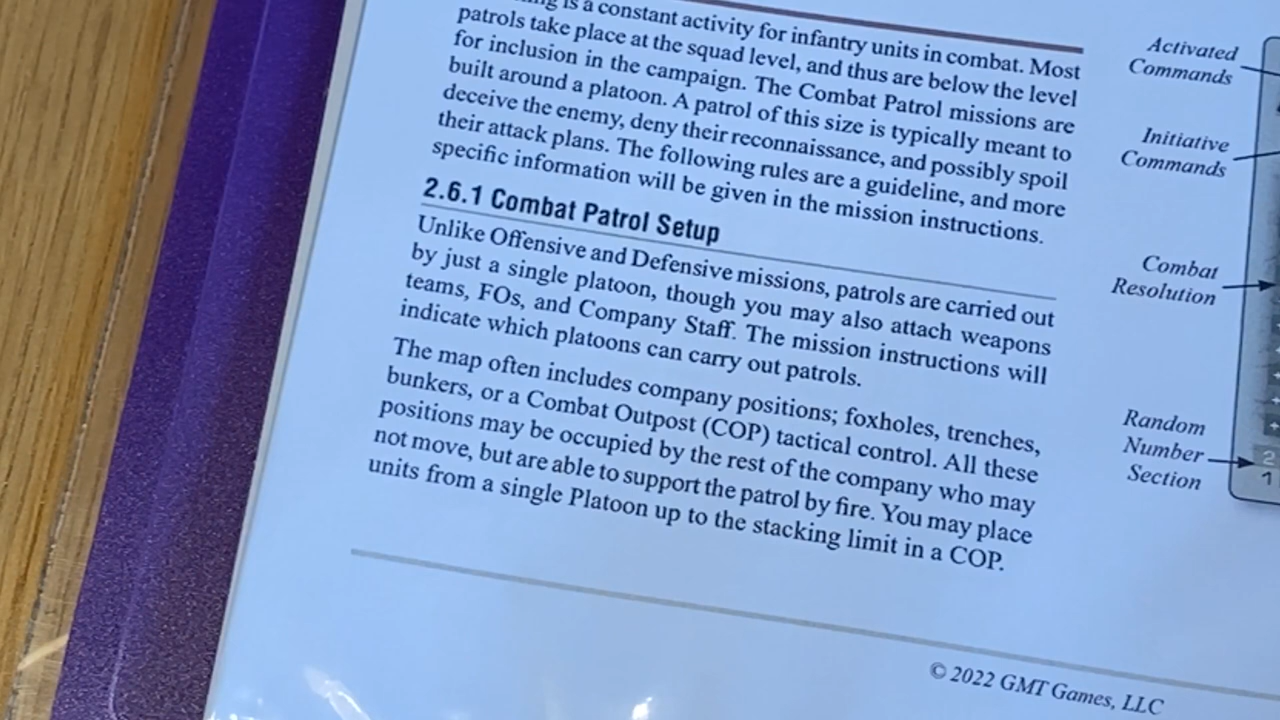 is a constant activity for infantry units in combat. Most
patrols take place at the squad level, and thus are below the level
for inclusion in the campaign. The Combat Patrol missions are
built around a platoon. A patrol of this size is typically meant to
deceive the enemy, deny their reconnaissance, and possibly spoil
their attack plans. The following rules are a guideline, and more
specific information will be given in the mission instructions.
2.6.1 Combat Patrol Setup
Unlike Offensive and Defensive missions, patrols are carried out
by just a single platoon, though you may also attach weapons
teams, FOs, and Company Staff. The mission instructions will
indicate which platoons can carry out patrols.
The map often includes company positions; foxholes, trenches,
bunkers, or a Combat Outpost (COP) tactical control. All these
positions may be occupied by the rest of the company who may
not move, but are able to support the patrol by fire. You may place
units from a single Platoon up to the stacking limit in a COP.
Activated
Commands
Initiative
Commands
Combat
Resolution
Random
Number
Section
2
1
© 2022 GMT Games, LLC